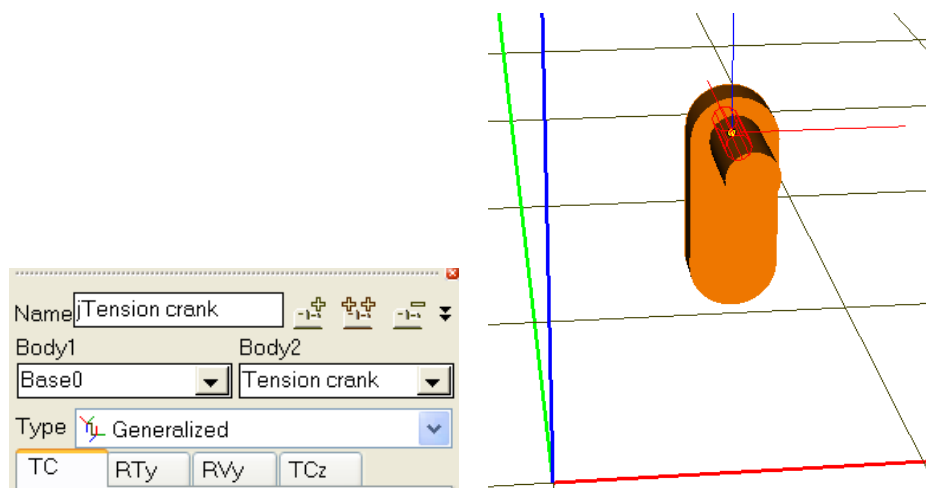 Name jTension crank
Body1 Body2
Base0 Tension crank
Type Generalized
TC RTy RVy TCz